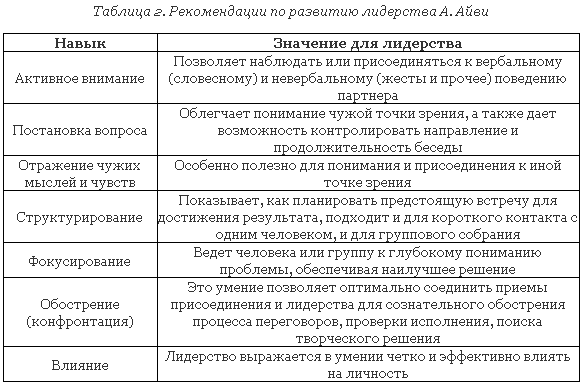 Таблица 2. Рекомендации по развитию лидерства А. Айви
Навык
Значение для лидерства
Активное внимание
Позволяет наблюдать или присоединяться к вербальному
(словесному) и невербальному (жесты и прочее) поведению
партнера
Постановка вопроса
Облегчает понимание чужой точки зрения, а также дает
возможность контролировать направление и
продолжительность беседы
Отражение чужих
мыслей и чувств
Особенно полезно для понимания и присоединения к иной
точке зрения
Структурирование
Показывает, как планировать предстоящую встречу для
достижения результата, подходит и для короткого контакта с
одним человеком, и для группового собрания
Фокусирование
Ведет человека или группу к глубокому пониманию
проблемы, обеспечивая наилучшее решение
Обострение
(конфронтация)
Это умение позволяет оптимально соединить приемы
присоединения и лидерства для сознательного обострения
процесса переговоров, проверки исполнения, поиска
творческого решения
Влияние
Лидерство выражается в умении четко и эффективно влиять
на личность